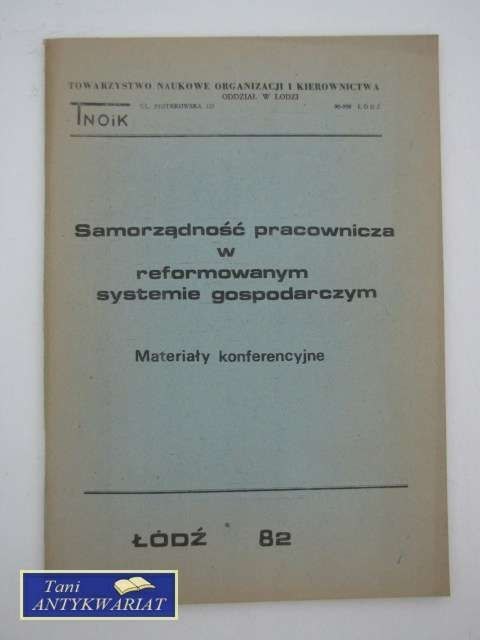 TOWARZYSTWO NAUKOWE ORGANIZACJI I KIEROWNICTWA
ODDZIAŁ W ŁODZI
TNOiK
UL. PIOTRKOWSKA
ŁÓDŹ
Samorządność pracownicza
w
reformowanym
systemie gospodarczym
Materiały konferencyjne
ŁÓDŹ 82
Tani
ANTYKWARIAT